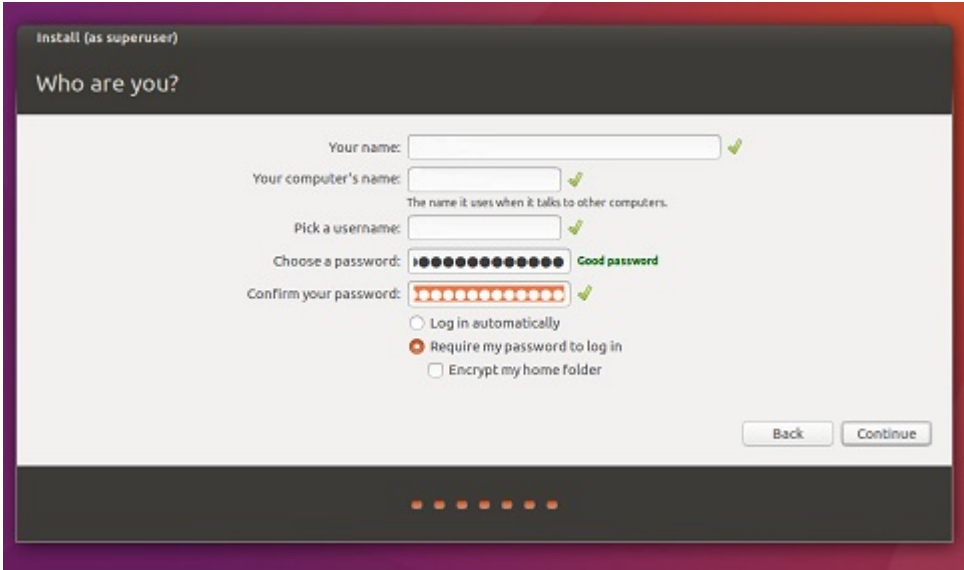 Install (as superuser)
Who are you?
Your name:
Your computer's name:
The name it uses when it talks to other computers.
Pick a username:
Choose a password: Good password
Confirm your password:
Log in automatically
Require my password to log in
Encrypt my home folder
Back Continue